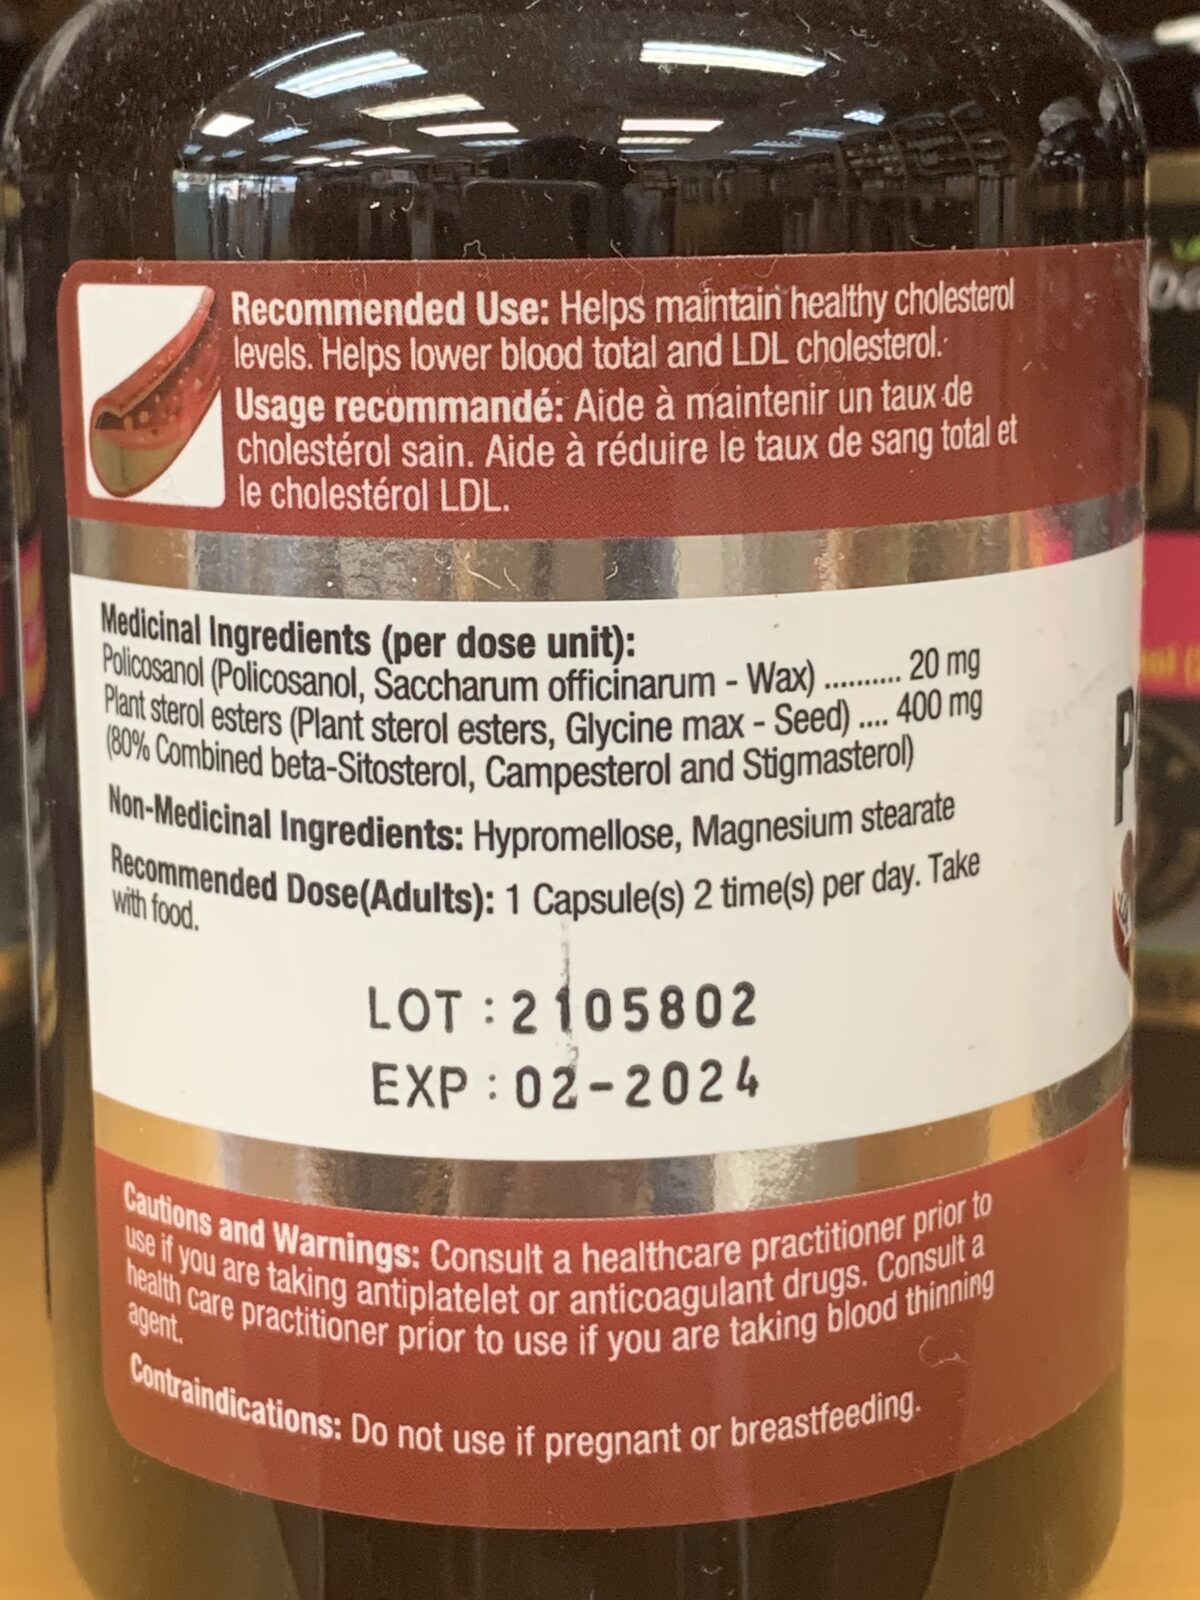 Recommended Use: Helps maintain healthy cholesterol
levels. Helps lower blood total and LDL cholesterol.
Usage recommandé: Aide à maintenir un taux de
cholestérol sain. Aide à réduire le taux de sang total et
le cholestérol LDL.
Medicinal Ingredients (per dose unit):
Policosanol (Policosanol, Saccharum officinarum - Wax) .......... 20 mg
Plant sterol esters (Plant sterol esters, Glycine max - Seed) .... 400 mg
(80% Combined beta-Sitosterol, Campesterol and Stigmasterol)
Non-Medicinal Ingredients: Hypromellose, Magnesium stearate
Recommended Dose(Adults): 1 Capsule(s) 2 time(s) per day. Take
with food.
LOT : 2105802
EXP : 02-2024
Cautions and Warnings: Consult a healthcare practitioner prior to
use if you are taking antiplatelet or anticoagulant drugs. Consult a
health care practitioner prior to use if you are taking blood thinning
agent.
Contraindications: Do not use if pregnant or breastfeeding.